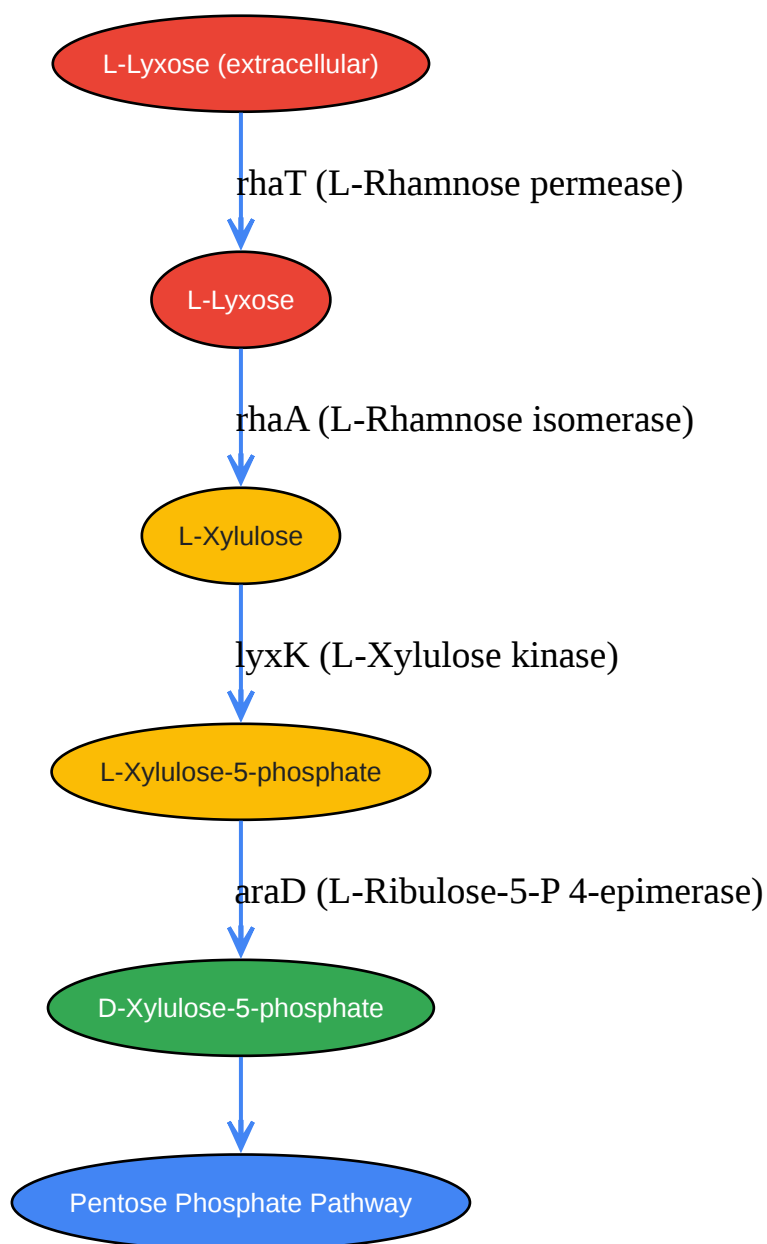 L-Lyxose (extracellular)
rhaT (L-Rhamnose permease)
L-Lyxose
rhaA (L-Rhamnose isomerase)
L-Xylulose
lyxK (L-Xylulose kinase)
L-Xylulose-5-phosphate
araD (L-Ribulose-5-P 4-epimerase)
D-Xylulose-5-phosphate
Pentose Phosphate Pathway